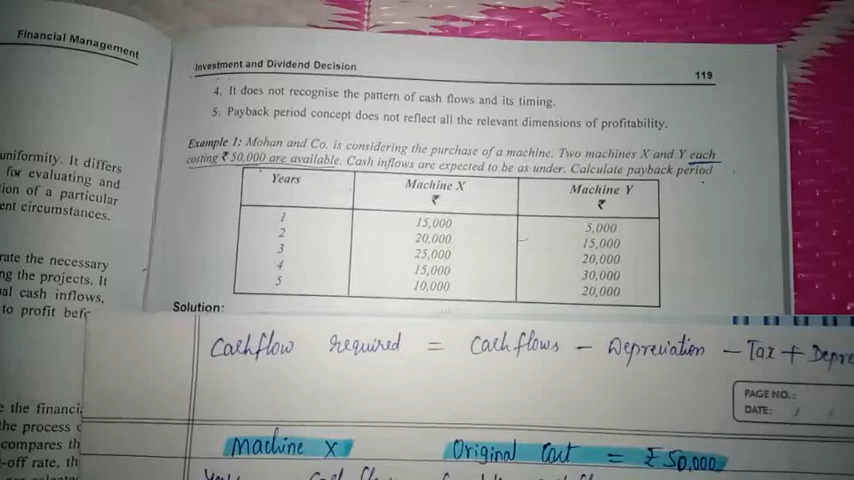 Financial Management
Investment and Dividend Decision
119
4. It does not recognise the pattern of cash flows and its timing.
5. Payback period concept does not reflect all the relevant dimensions of profitability.
Example 1: Mohan and Co. is considering the purchase of a machine. Two machines X and Y each
costing ₹ 50,000 are available. Cash inflows are expected to be as under. Calculate payback period
Years Machine X Machine Y
₹ ₹
1 15,000 5,000
2 20,000 15,000
3 25,000 20,000
4 15,000 30,000
5 10,000 20,000
Solution:
uniformity. It differs
for evaluating and
tion of a particular
ent circumstances.
rate the necessary
ng the projects. It
al cash inflows,
to profit befc
e the financi
the process
compares th
-off rate, th
Cashflow required = Cashflows - Depreciation - Tax + Depre
PAGE NO.:
DATE: / /
Machine X Original Cost = ₹ 50,000